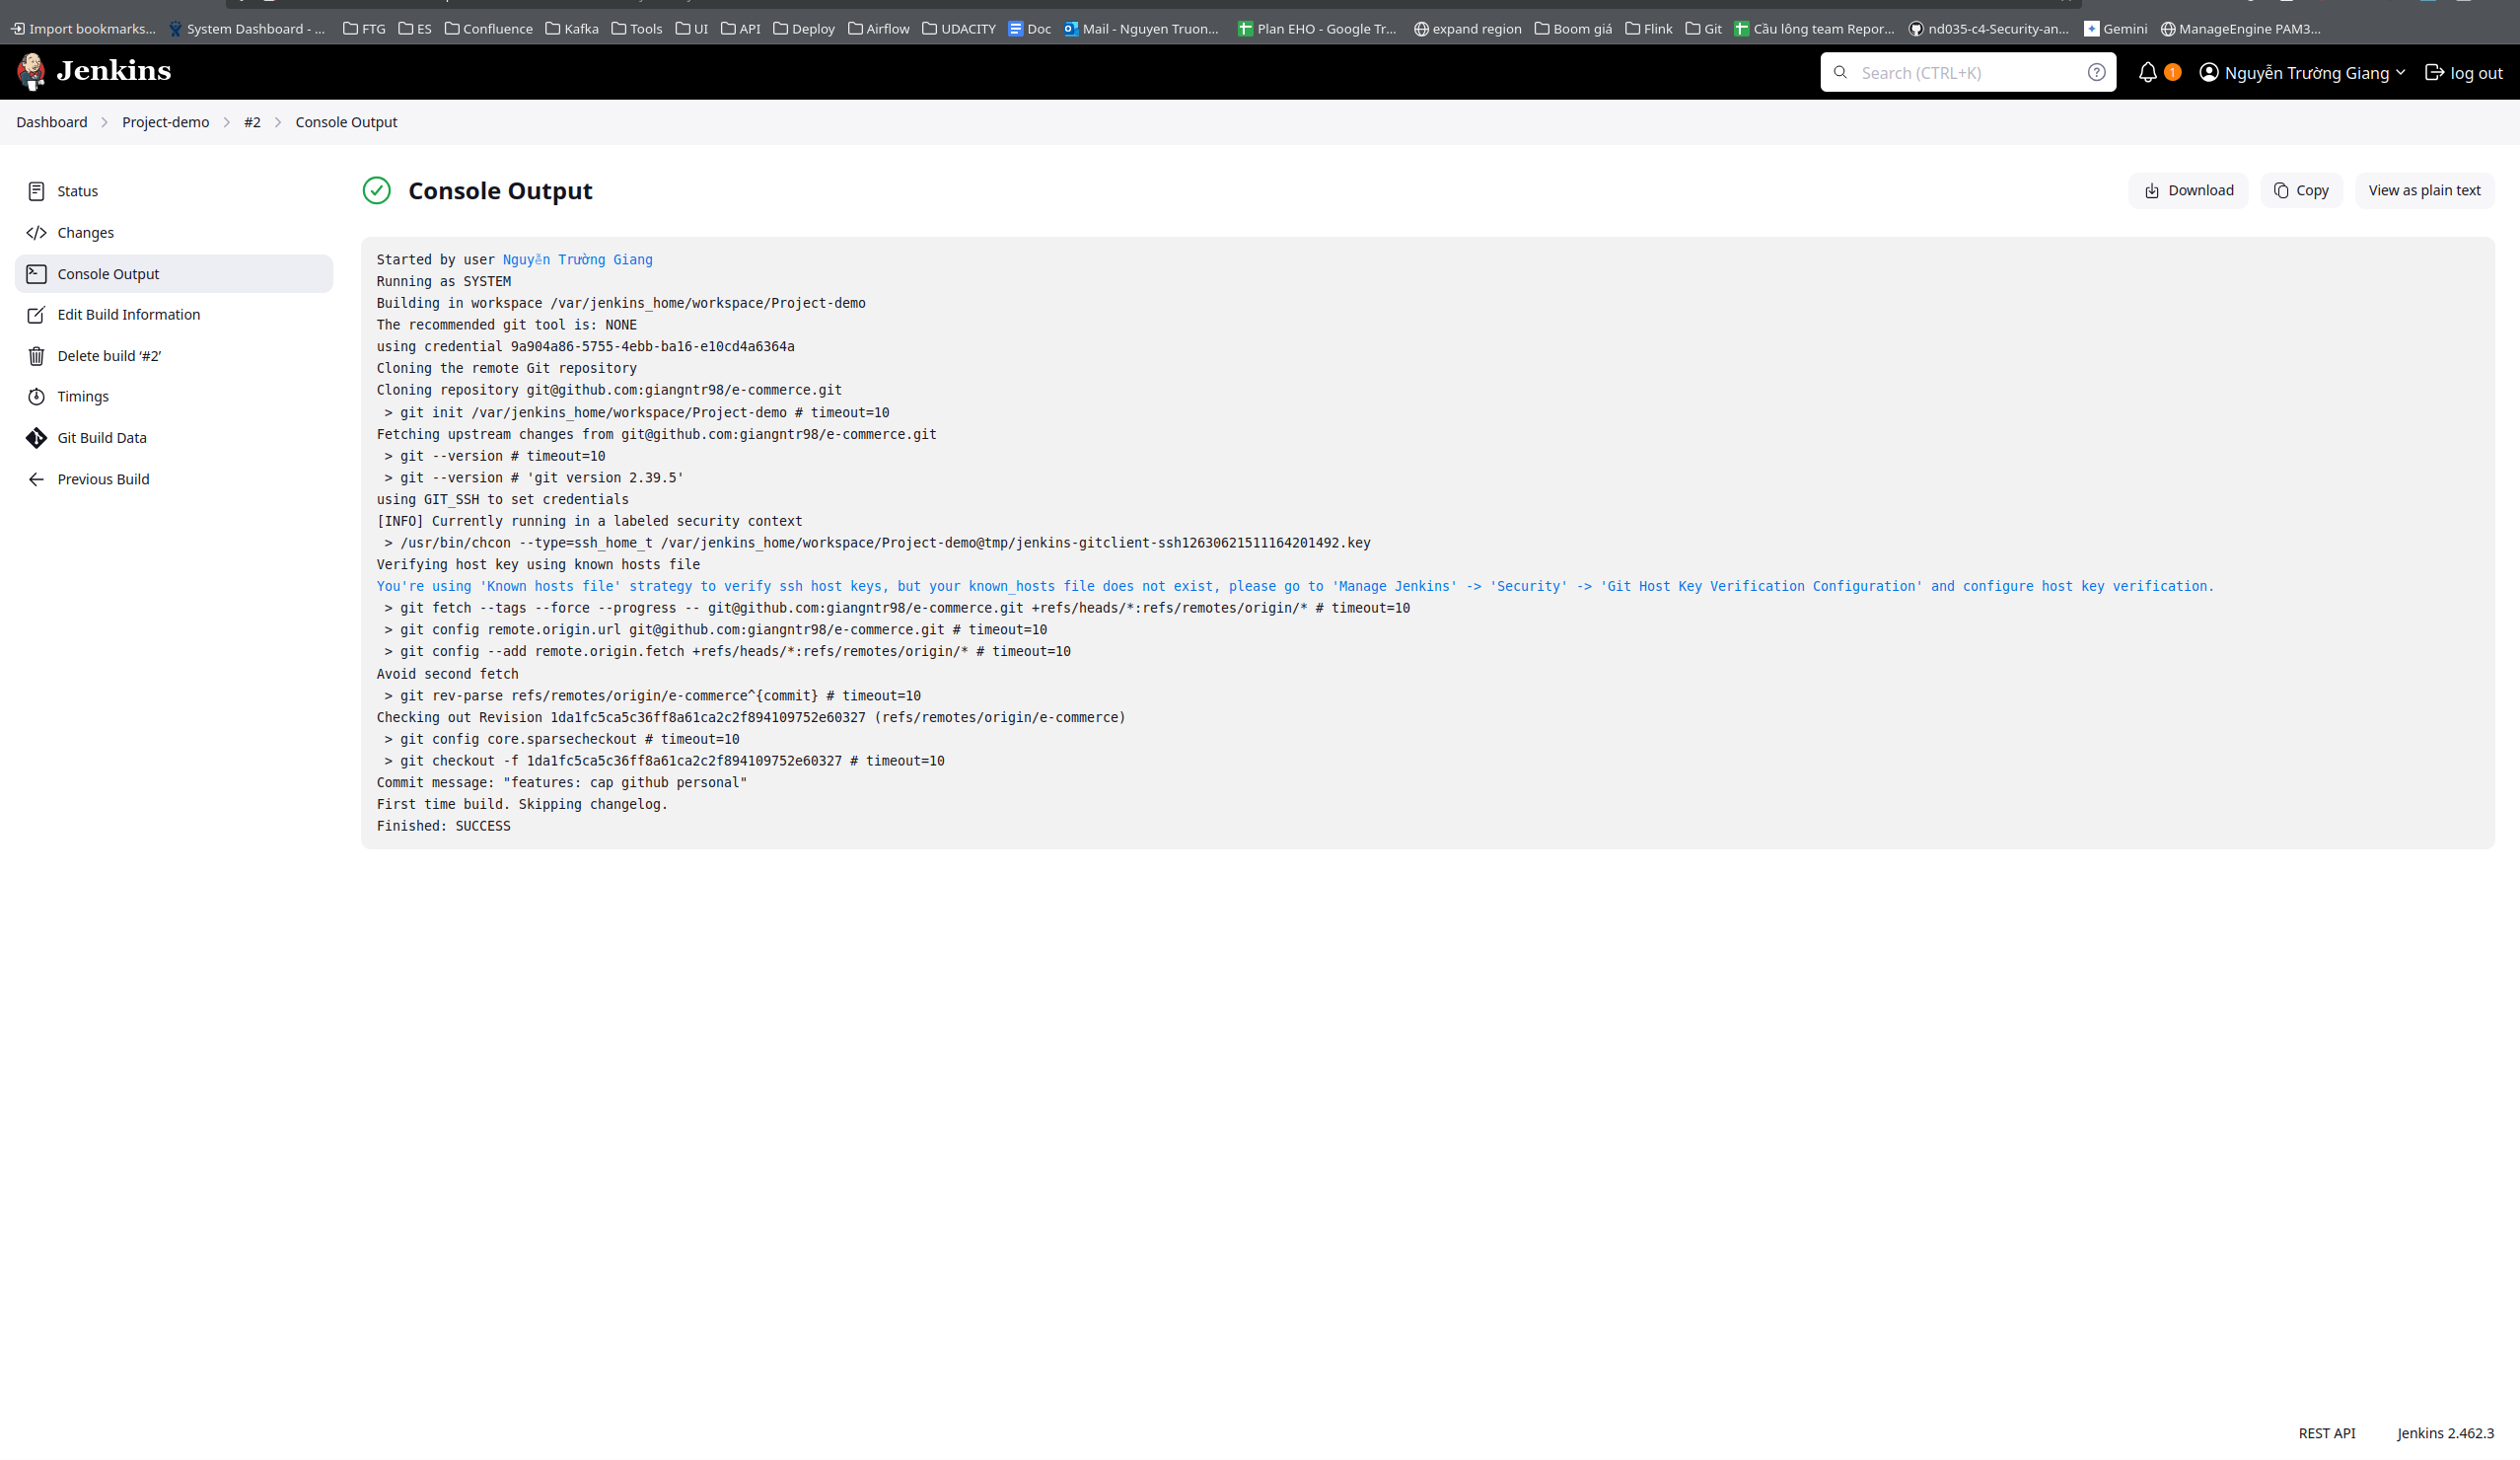 Import bookmarks... System Dashboard - ... FTG ES Confluence Kafka Tools UI API Deploy Airflow UDACITY Doc Mail - Nguyen Truon... Plan EHO - Google Tr... expand region Boom giá Flink Git Cầu lông team Repor... nd035-c4-Security-an... Gemini ManageEngine PAM3...
Jenkins Search (CTRL+K) 1 Nguyễn Trường Giang log out
Dashboard Project-demo #2 Console Output
Status
Changes
Console Output
Edit Build Information
Delete build ‘#2’
Timings
Git Build Data
Previous Build
Console Output
Download Copy View as plain text
Started by user Nguyễn Trường Giang
Running as SYSTEM
Building in workspace /var/jenkins_home/workspace/Project-demo
The recommended git tool is: NONE
using credential 9a904a86-5755-4ebb-ba16-e10cd4a6364a
Cloning the remote Git repository
Cloning repository git@github.com:giangntr98/e-commerce.git
> git init /var/jenkins_home/workspace/Project-demo # timeout=10
Fetching upstream changes from git@github.com:giangntr98/e-commerce.git
> git --version # timeout=10
> git --version # 'git version 2.39.5'
using GIT_SSH to set credentials
[INFO] Currently running in a labeled security context
> /usr/bin/chcon --type=ssh_home_t /var/jenkins_home/workspace/Project-demo@tmp/jenkins-gitclient-ssh12630621511164201492.key
Verifying host key using known hosts file
You're using 'Known hosts file' strategy to verify ssh host keys, but your known_hosts file does not exist, please go to 'Manage Jenkins' -> 'Security' -> 'Git Host Key Verification Configuration' and configure host key verification.
> git fetch --tags --force --progress -- git@github.com:giangntr98/e-commerce.git +refs/heads/*:refs/remotes/origin/* # timeout=10
> git config remote.origin.url git@github.com:giangntr98/e-commerce.git # timeout=10
> git config --add remote.origin.fetch +refs/heads/*:refs/remotes/origin/* # timeout=10
Avoid second fetch
> git rev-parse refs/remotes/origin/e-commerce^{commit} # timeout=10
Checking out Revision 1da1fc5ca5c36ff8a61ca2c2f894109752e60327 (refs/remotes/origin/e-commerce)
> git config core.sparsecheckout # timeout=10
> git checkout -f 1da1fc5ca5c36ff8a61ca2c2f894109752e60327 # timeout=10
Commit message: "features: cap github personal"
First time build. Skipping changelog.
Finished: SUCCESS
REST API Jenkins 2.462.3